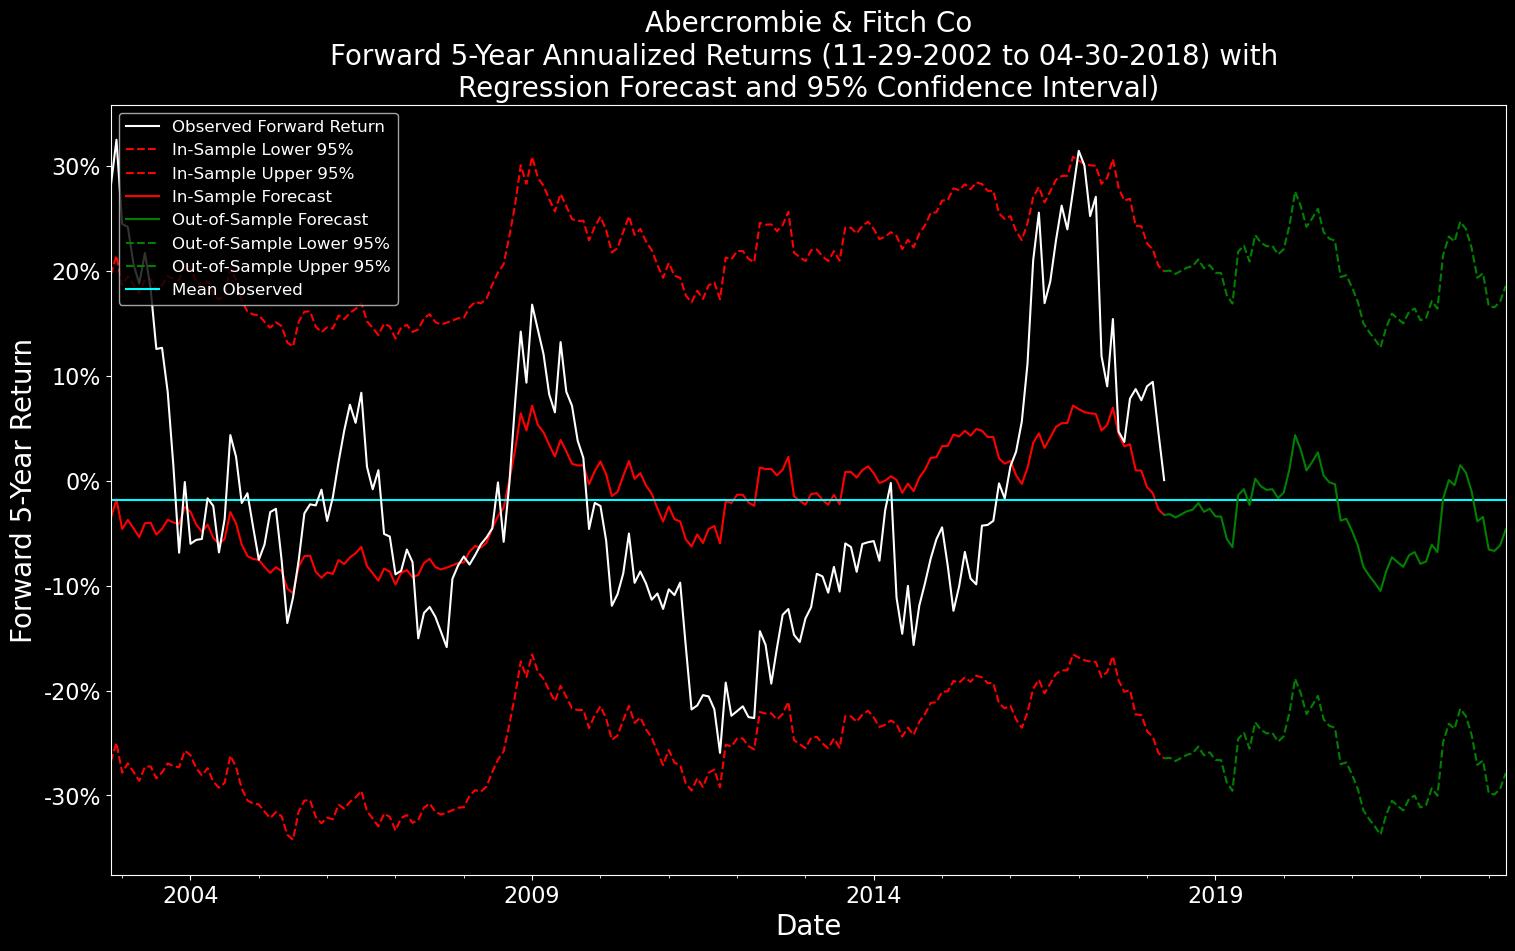 Abercrombie & Fitch Co
Forward 5-Year Annualized Returns (11-29-2002 to 04-30-2018) with
Regression Forecast and 95% Confidence Interval)
Observed Forward Return
In-Sample Lower 95%
In-Sample Upper 95%
In-Sample Forecast
Out-of-Sample Forecast
Out-of-Sample Lower 95%
Out-of-Sample Upper 95%
Mean Observed
Forward 5-Year Return
30%
20%
10%
0%
-10%
-20%
-30%
2004
2009
2014
2019
Date